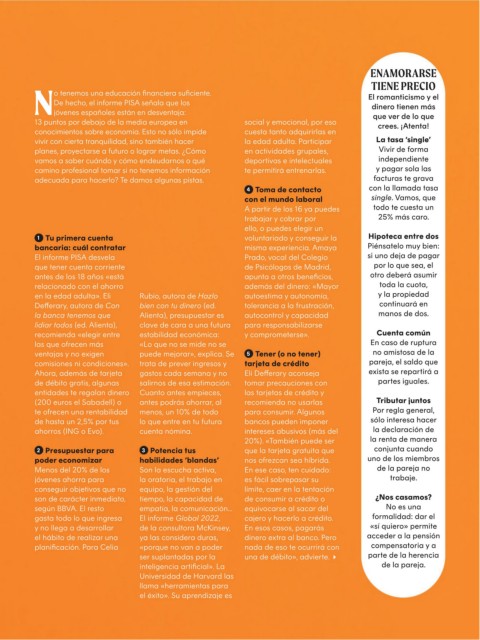 No tenemos una educación financiera suficiente.
De hecho, el informe PISA señala que los
jóvenes españoles están en desventaja:
13 puntos por debajo de la media europea en
conocimientos sobre economía. Esto no sólo impide
vivir con cierta tranquilidad, sino también hacer
planes, proyectarse a futuro o lograr metas. ¿Cómo
vamos a saber cuándo y cómo endeudarnos o qué
camino profesional tomar si no tenemos información
adecuada para hacerlo? Te damos algunas pistas.
1 Tu primera cuenta
bancaria: cuál contratar
El informe PISA desvela
que tener cuenta corriente
antes de los 18 años «está
relacionado con el ahorro
en la edad adulta». Eli
Defferary, autora de Con
la banca tenemos que
lidiar todos (ed. Alienta),
recomienda «elegir entre
las que ofrecen más
ventajas y no exigen
comisiones ni condiciones»
Ahora, además de tarjeta
de débito gratis, algunas
entidades te regalan dinero
(200 euros el Sabadell) o
te ofrecen una rentabilidad
de hasta un 2,5% por tus
ahorros (ING o Evo).
2 Presupuestar para
poder economizar
Menos del 20% de los
jóvenes ahorra para
conseguir objetivos que no
son de carácter inmediato,
según BBVA. El resto
gasta todo lo que ingresa
y no llega a desarrollar
el hábito de realizar una
planificación. Para Celia
Rubio, autora de Hazlo
bien con tu dinero (ed.
Alienta), presupuestar es
clave de cara a una futura
estabilidad económica:
«Lo que no se mide no se
puede mejorar», explica. Se
trata de prever ingresos y
gastos cada semana y no
salirnos de esa estimación.
Cuanto antes empieces,
antes podrás ahorrar; al
menos, un 10% de todo
lo que entre en tu futura
cuenta nómina.
3 Potencia tus
habilidades ‘blandas’
Son la escucha activa,
la oratoria, el trabajo en
equipo, la gestión del
tiempo, la capacidad de
empatía, la comunicación...
El informe Global 2022,
de la consultora McKinsey,
ya las considera duras,
«porque no van a poder
ser suplantadas por la
inteligencia artificial». La
Universidad de Harvard las
llama «herramientas para
el éxito». Su aprendizaje es
social y emocional, por eso
cuesta tanto adquirirlas en
la edad adulta. Participar
en actividades grupales,
deportivas e intelectuales
te permitirá entrenarlas.
4 Toma de contacto
con el mundo laboral
A partir de los 16 ya puedes
trabajar y cobrar por
ello, o puedes elegir un
voluntariado y conseguir la
misma experiencia. Amaya
Prado, vocal del Colegio
de Psicólogos de Madrid,
apunta a otros beneficios,
además del dinero: «Mayor
autoestima y autonomía,
tolerancia a la frustración,
autocontrol y capacidad
para responsabilizarse
y comprometerse».
5 Tener (o no tener)
tarjeta de crédito
Eli Defferary aconseja
tomar precauciones con
las tarjetas de crédito y
recomienda no usarlas
para consumir. Algunos
bancos pueden imponer
intereses abusivos (más del
20%). «También puede ser
que la tarjeta gratuita que
nos ofrezcan sea híbrida.
En ese caso, ten cuidado
es fácil sobrepasar su
límite, caer en la tentación
de consumir a crédito o
equivocarse al sacar del
cajero y hacerlo a crédito.
En esos casos, pagarás
dinero extra al banco. Pero
nada de eso te ocurrirá con
una de débito», advierte.
ENAMORARSE
TIENE PRECIO
El romanticismo y el
dinero tienen más
que ver de lo que
crees. ¡Atenta!
La tasa ‘single’
Vivir de forma
independiente
y pagar sola las
facturas te grava
con la llamada tasa
single. Vamos, que
todo te cuesta un
25% más caro.
Hipoteca entre dos
Piénsatelo muy bien:
si uno deja de pagar
por lo que sea, el
otro deberá asumir
toda la cuota,
y la propiedad
continuará en
manos de dos.
Cuenta común
En caso de ruptura
no amistosa de la
pareja, el saldo que
exista se repartirá a
partes iguales.
Tributar juntos
Por regla general,
sólo interesa hacer
la declaración de
la renta de manera
conjunta cuando
uno de los miembros
de la pareja no
trabaje.
¿Nos casamos?
No es una
formalidad: dar el
«sí quiero» permite
acceder a la pensión
compensatoria y a
parte de la herencia
de la pareja.